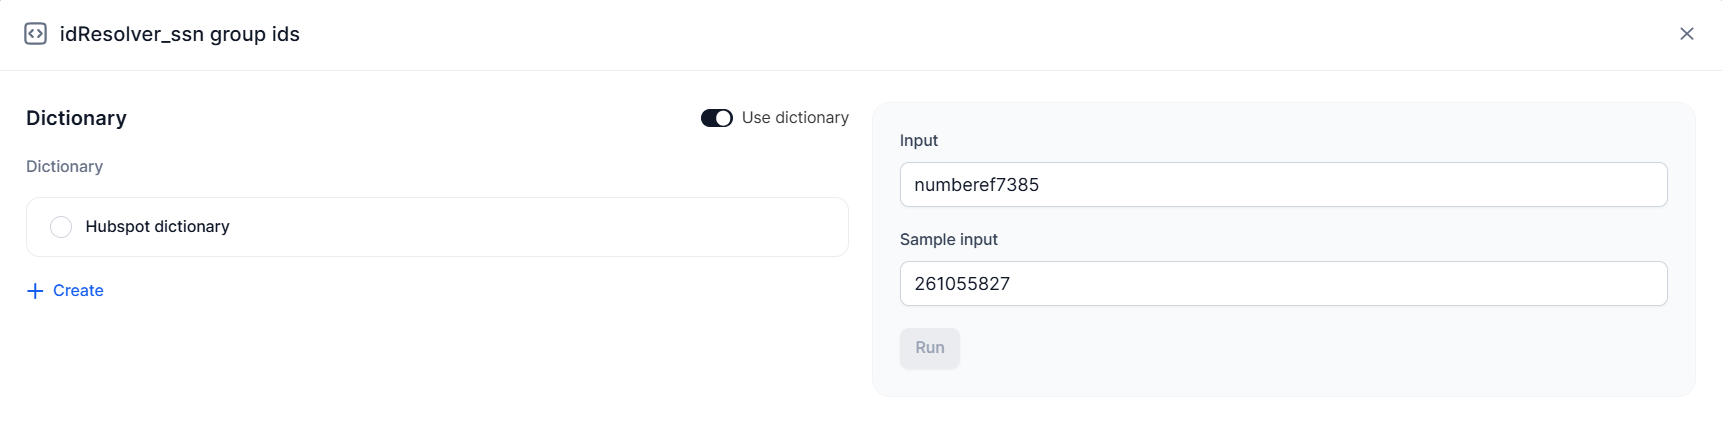 idResolver_ssn group ids
Dictionary
Use dictionary
Dictionary
Hubspot dictionary
Create
Input
numberef7385
Sample input
261055827
Run